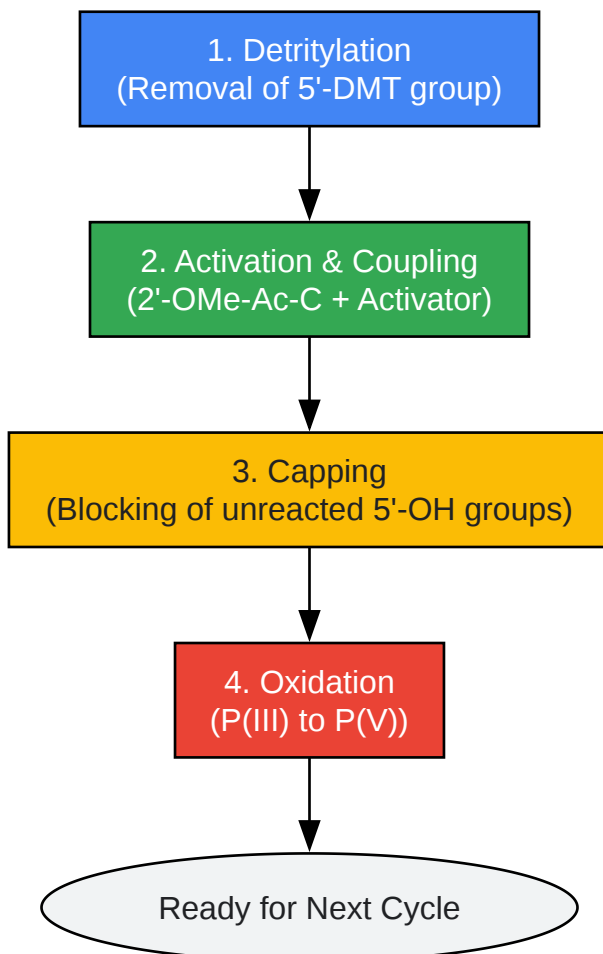 1. Detritylation
(Removal of 5'-DMT group)
2. Activation & Coupling
(2'-OMe-Ac-C + Activator)
3. Capping
(Blocking of unreacted 5'-OH groups)
4. Oxidation
(P(III) to P(V))
Ready for Next Cycle